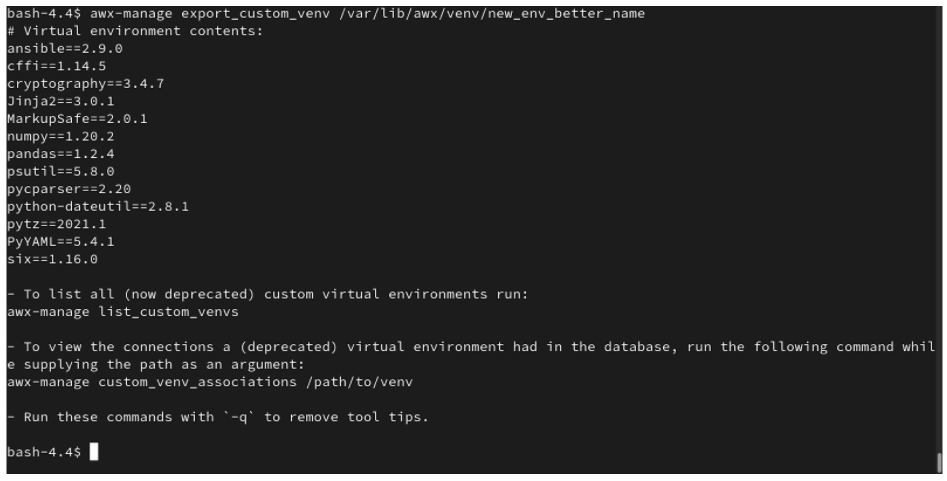 bash-4.4$ awx-manage export_custom_venv /var/lib/awx/venv/new_env_better_name
# Virtual environment contents:
ansible==2.9.0
cffi==1.14.5
cryptography==3.4.7
Jinja2==3.0.1
MarkupSafe==2.0.1
numpy==1.20.2
pandas==1.2.4
psutil==5.8.0
pycparser==2.20
python-dateutil==2.8.1
pytz==2021.1
PyYAML==5.4.1
six==1.16.0
- To list all (now deprecated) custom virtual environments run:
awx-manage list_custom_venvs
- To view the connections a (deprecated) virtual environment had in the database, run the following command whil
e supplying the path as an argument:
awx-manage custom_venv_associations /path/to/venv
- Run these commands with `-q` to remove tool tips.
bash-4.4$